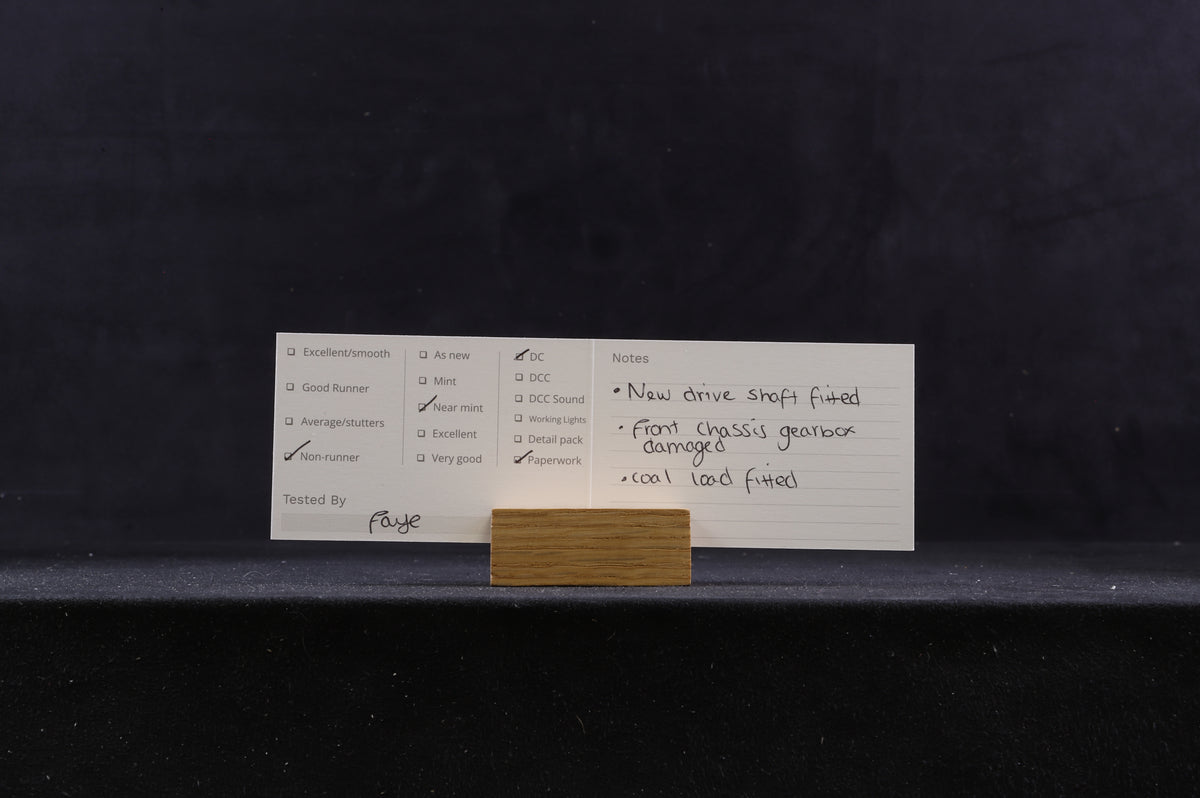 Excellent/smooth
Good Runner
Average/stutters
Non-runner
Tested By
Faye
As new
Mint
Near mint
Excellent
Very good
DC
DCC
DCC Sound
Working Lights
Detail pack
Paperwork
Notes
• New drive shaft fitted
• Front chassis gearbox
damaged
• coal load fitted